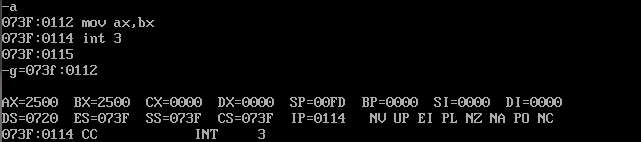 -a
073F:0112 mov ax,bx
073F:0114 int 3
073F:0115
-g=073f:0112
AX=2500  BX=2500  CX=0000  DX=0000  SP=00FD  BP=0000  SI=0000  DI=0000
DS=0720  ES=073F  SS=073F  CS=073F  IP=0114   NV UP EI PL NZ NA PO NC
073F:0114 CC            INT     3